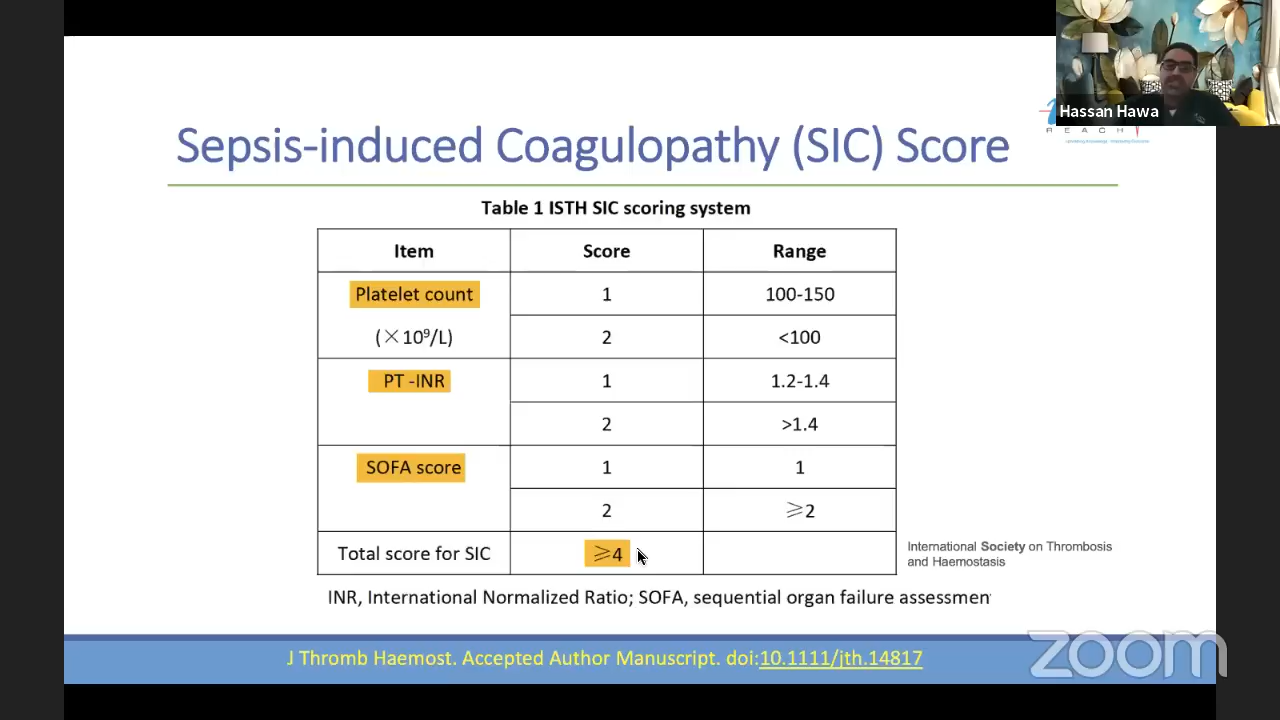 Hassan Hawa
REACH
Sepsis-induced Coagulopathy (SIC) Score
Table 1 ISTH SIC scoring system
Item Score Range
Platelet count 1 100-150
(×10⁹/L) 2 <100
PT -INR 1 1.2-1.4
2 >1.4
SOFA score 1 1
2 ⩾2
Total score for SIC ⩾4
International Society on Thrombosis
and Haemostasis
INR, International Normalized Ratio; SOFA, sequential organ failure assessmen
J Thromb Haemost. Accepted Author Manuscript. doi:10.1111/jth.14817
zoom